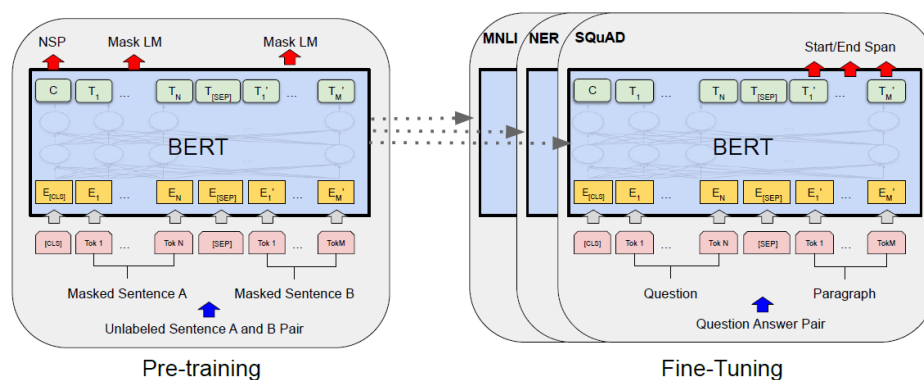 NSP Mask LM Mask LM
C T1 ... TN T[SEP] T1' ... TM'
BERT
E[CLS] E1 ... EN E[SEP] E1' ... EM'
[CLS] Tok 1 ... Tok N [SEP] Tok 1 ... TokM
Masked Sentence A Masked Sentence B
Unlabeled Sentence A and B Pair
Pre-training
MNLI NER SQuAD
Start/End Span
C T1 ... TN T[SEP] T1' ... TM'
BERT
E[CLS] E1 ... EN E[SEP] E1' ... EM'
[CLS] Tok 1 ... Tok N [SEP] Tok 1 ... TokM
Question Paragraph
Question Answer Pair
Fine-Tuning